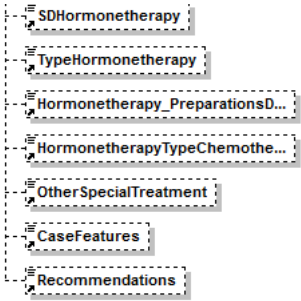 SDHormonetherapy
TypeHormonetherapy
Hormonetherapy_PreparationsD...
HormonetherapyTypeChemothe...
OtherSpecialTreatment
CaseFeatures
Recommendations